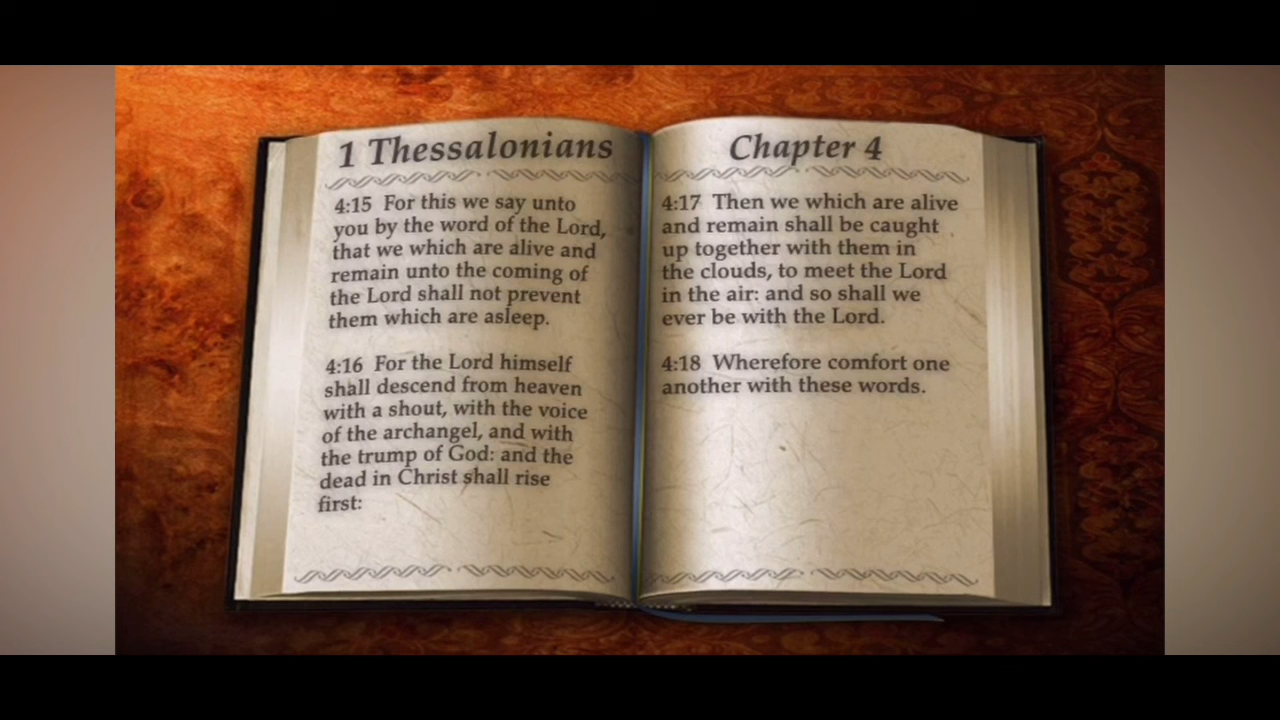 1 Thessalonians
4:15 For this we say unto
you by the word of the Lord,
that we which are alive and
remain unto the coming of
the Lord shall not prevent
them which are asleep.
4:16 For the Lord himself
shall descend from heaven
with a shout, with the voice
of the archangel, and with
the trump of God: and the
dead in Christ shall rise
first:
Chapter 4
4:17 Then we which are alive
and remain shall be caught
up together with them in
the clouds, to meet the Lord
in the air: and so shall we
ever be with the Lord.
4:18 Wherefore comfort one
another with these words.